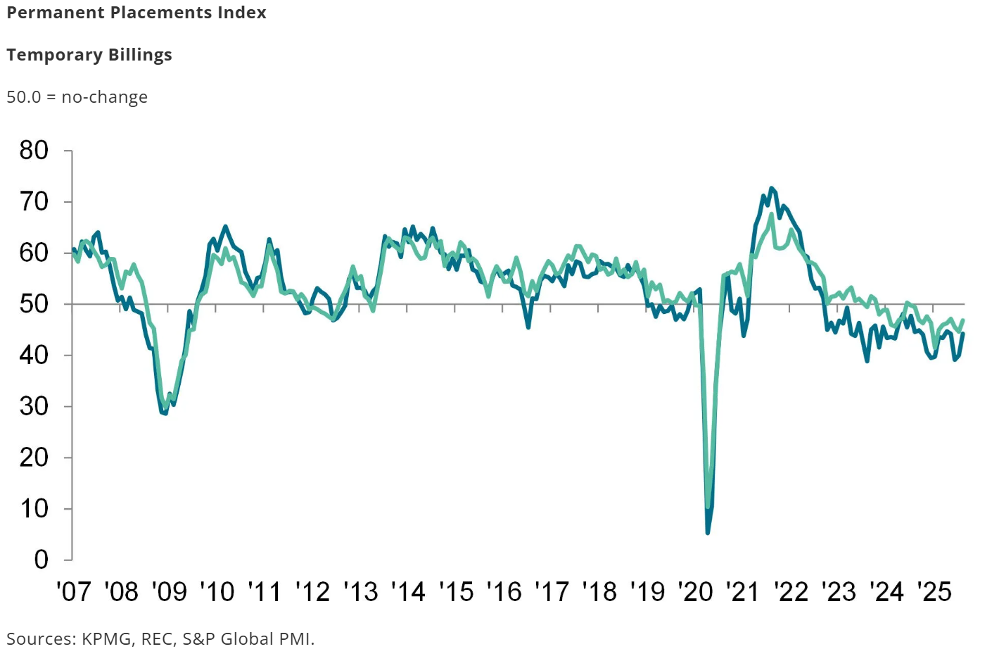 Permanent Placements Index
Temporary Billings
50.0 = no-change
80
70
60
50
40
30
20
10
0
'07 '08 '09 '10 '11 '12 '13 '14 '15 '16 '17 '18 '19 '20 '21 '22 '23 '24 '25
Sources: KPMG, REC, S&P Global PMI.